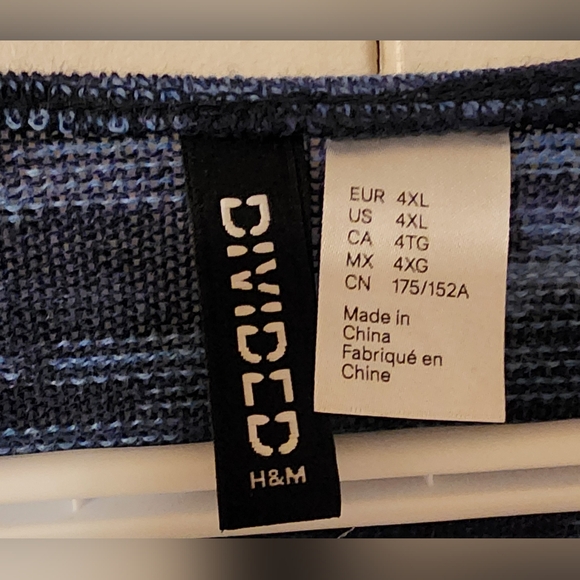 DIVIDED
H&M
EUR 4XL
US 4XL
CA 4TG
MX 4XG
CN 175/152A
Made in
China
Fabriqué en
Chine